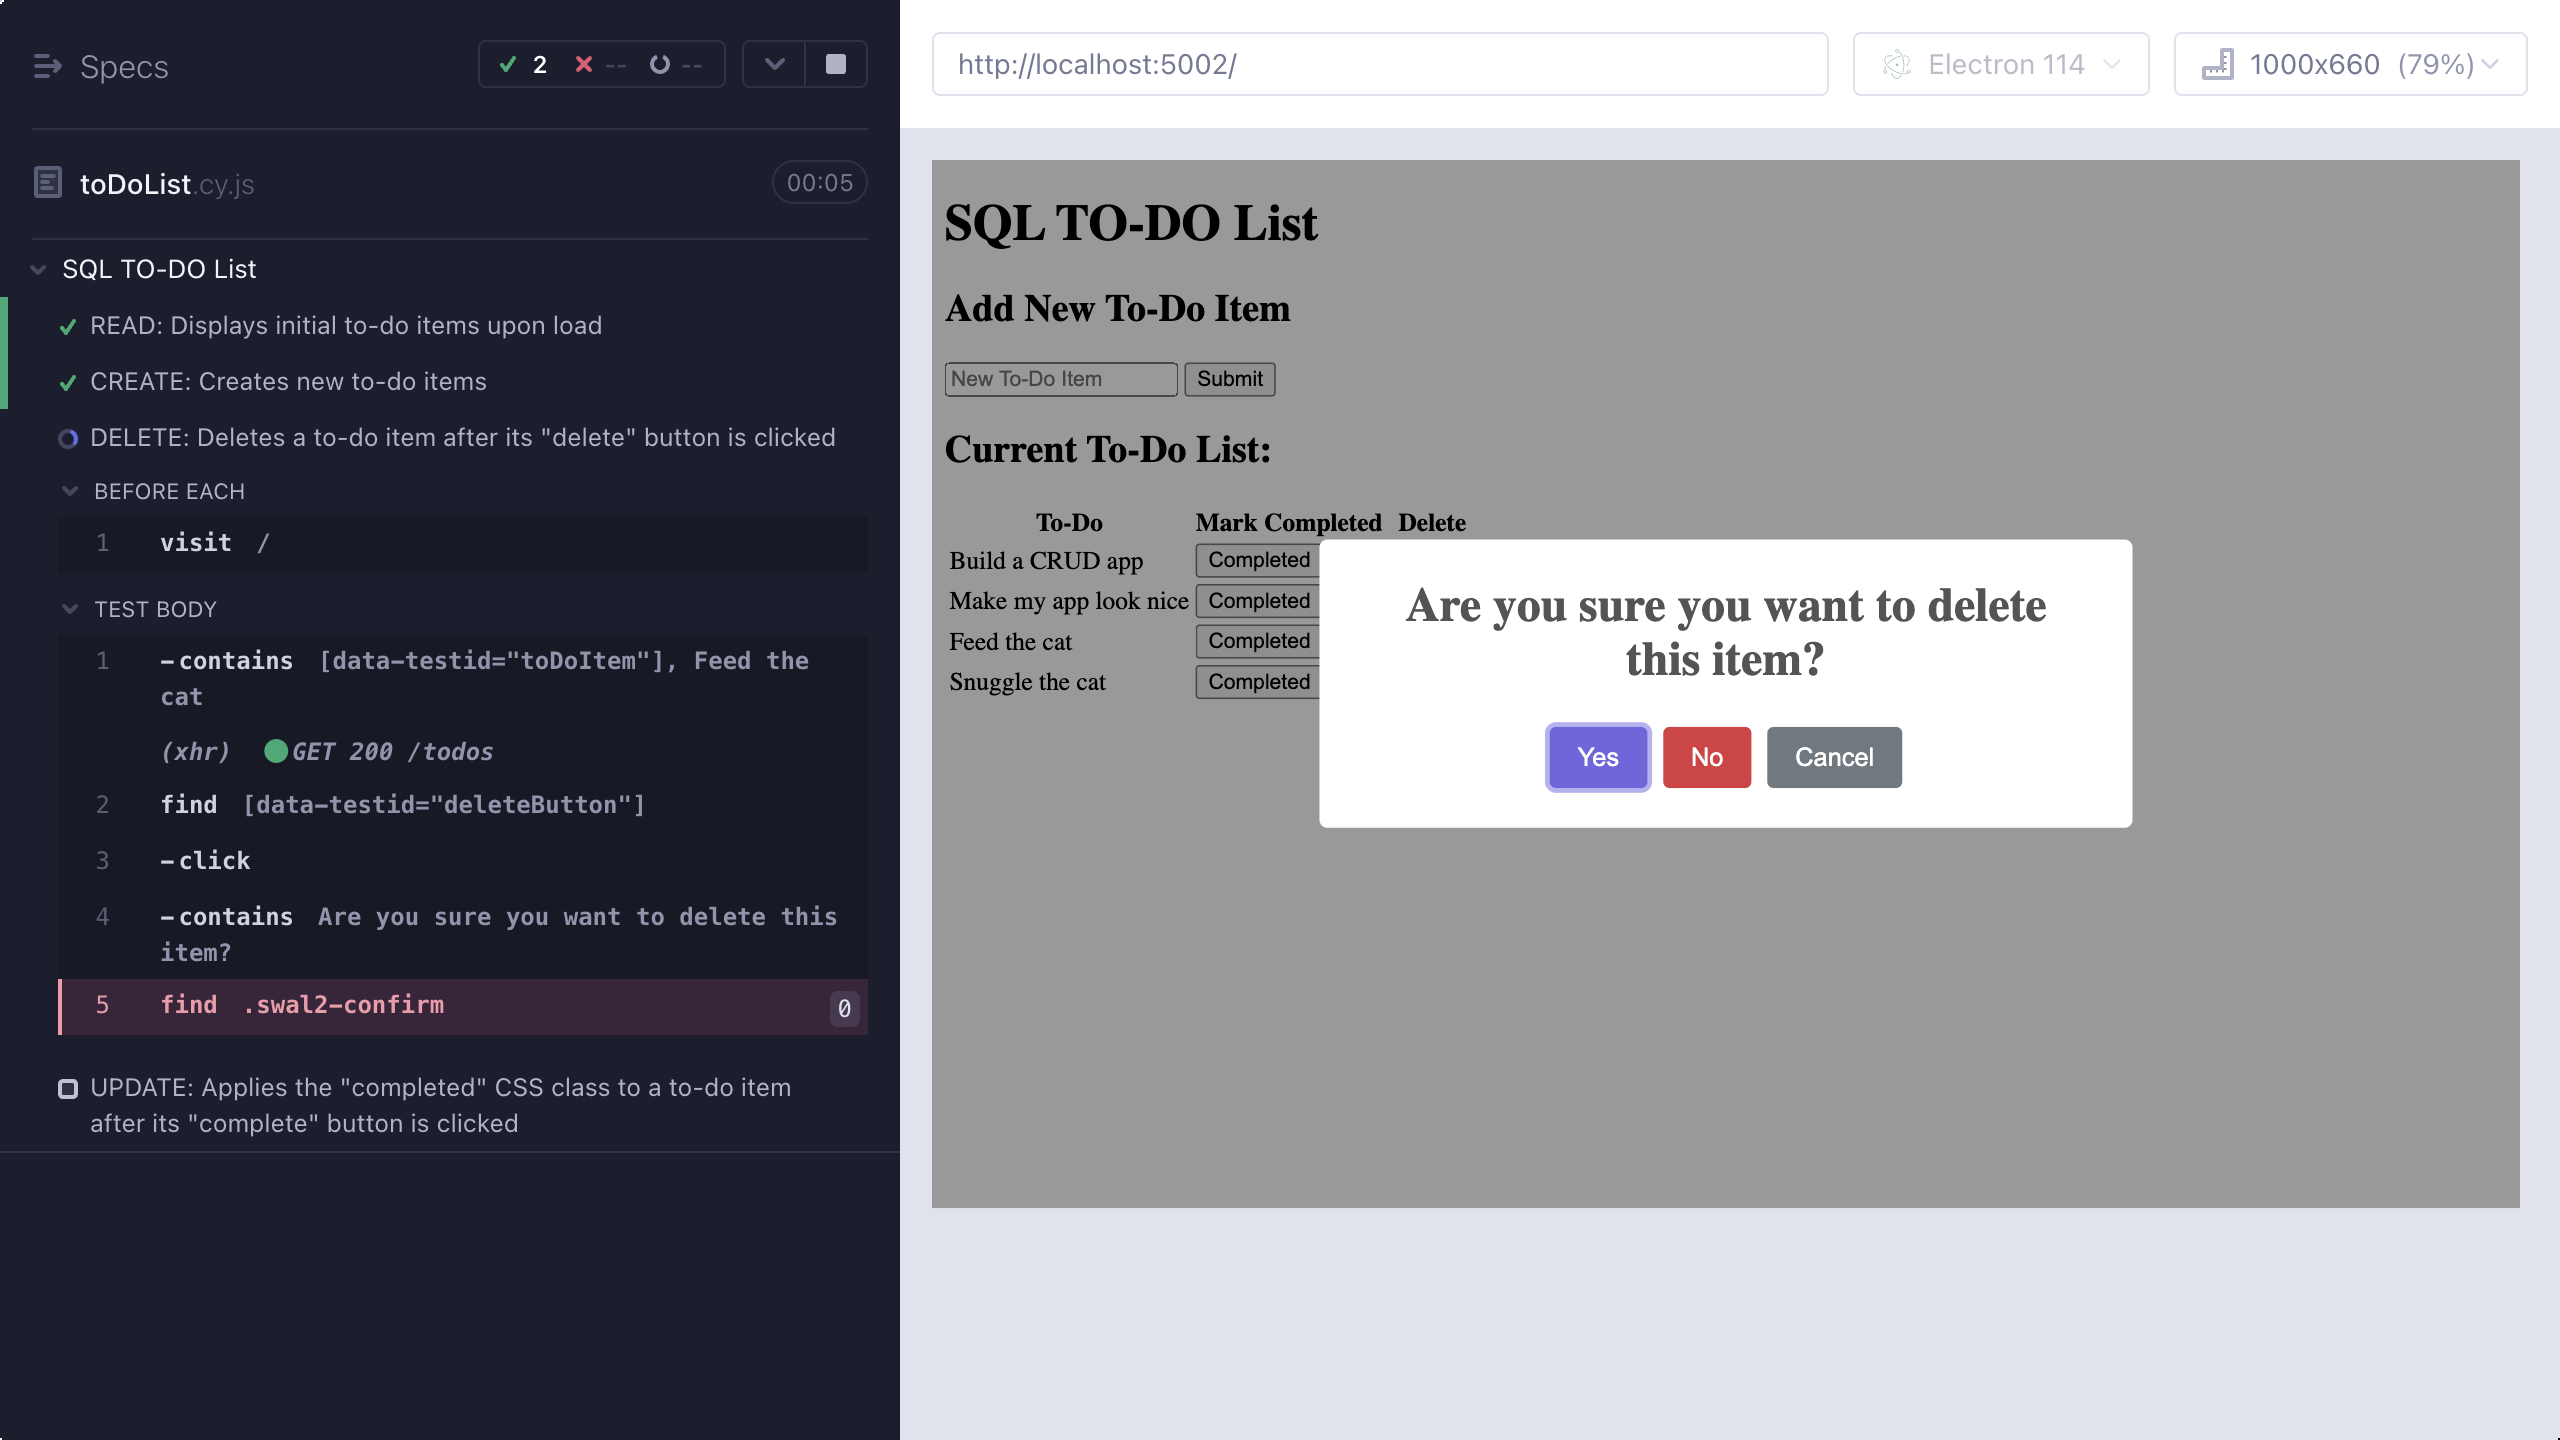 Specs
2 -- --
toDoList.cy.js 00:05
SQL TO-DO List
READ: Displays initial to-do items upon load
CREATE: Creates new to-do items
DELETE: Deletes a to-do item after its "delete" button is clicked
BEFORE EACH
1 visit /
TEST BODY
1 -contains [data-testid="toDoItem"], Feed the
cat
(xhr) GET 200 /todos
2 find [data-testid="deleteButton"]
3 -click
4 -contains Are you sure you want to delete this
item?
5 find .swal2-confirm 0
UPDATE: Applies the "completed" CSS class to a to-do item
after its "complete" button is clicked
http://localhost:5002/ Electron 114 1000x660 (79%)
SQL TO-DO List
Add New To-Do Item
New To-Do Item Submit
Current To-Do List:
To-Do Mark Completed Delete
Build a CRUD app Completed
Make my app look nice Completed
Feed the cat Completed
Snuggle the cat Completed
Are you sure you want to delete
this item?
Yes No Cancel